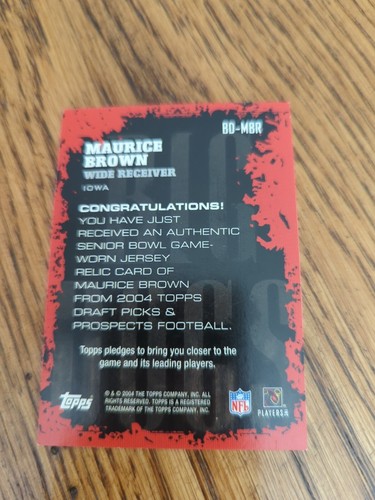 BD-MBR
MAURICE
BROWN
WIDE RECEIVER
IOWA
CONGRATULATIONS!
YOU HAVE JUST
RECEIVED AN AUTHENTIC
SENIOR BOWL GAME-
WORN JERSEY
RELIC CARD OF
MAURICE BROWN
FROM 2004 TOPPS
DRAFT PICKS &
PROSPECTS FOOTBALL.
Topps pledges to bring you closer to the
game and its leading players.
® & © 2004 THE TOPPS COMPANY, INC. ALL
RIGHTS RESERVED. TOPPS IS A REGISTERED
TRADEMARK OF THE TOPPS COMPANY, INC.
Topps
NFL
PLAYERS